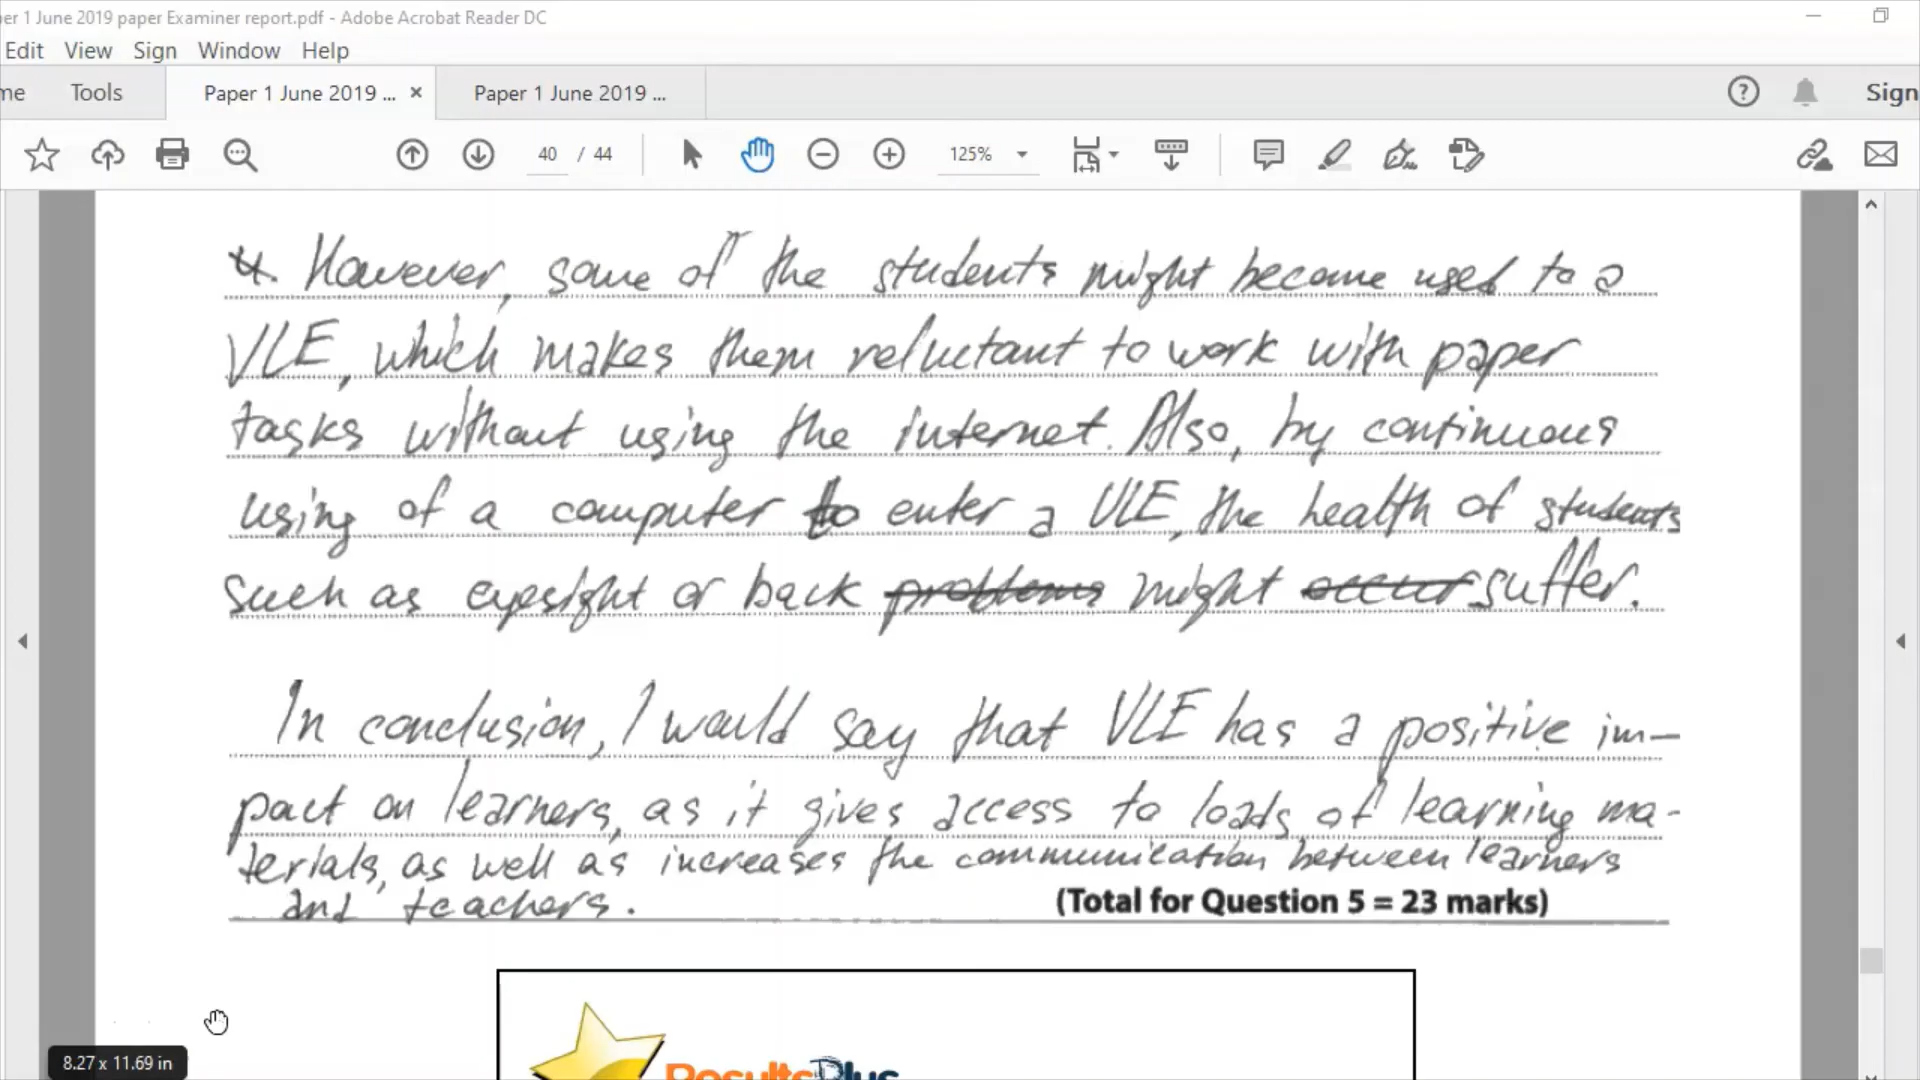 er 1 June 2019 paper Examiner report.pdf - Adobe Acrobat Reader DC
Edit View Sign Window Help
me Tools Paper 1 June 2019 ... × Paper 1 June 2019 ... Sign
40 / 44 125%
4. However, some of the students might become used to a
VLE, which makes them reluctant to work with paper
tasks without using the internet. Also, by continuous
using of a computer to enter a VLE, the health of students
such as eyesight or back problems might occur suffer.
In conclusion, I would say that VLE has a positive im-
pact on learners, as it gives access to loads of learning ma-
terials, as well as increases the communication between learners
and teachers.
(Total for Question 5 = 23 marks)
ResultsPlus
8.27 x 11.69 in